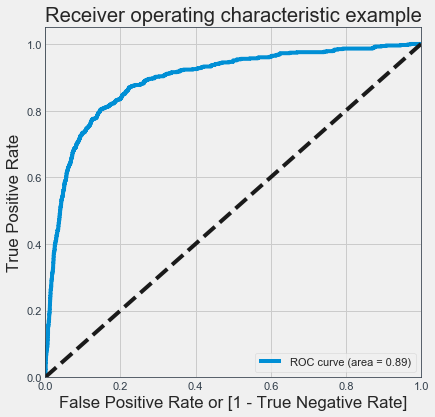 Receiver operating characteristic example
1.0
0.8
0.6
0.4
0.2
0.0
True Positive Rate
ROC curve (area = 0.89)
0.0 0.2 0.4 0.6 0.8 1.0
False Positive Rate or [1 - True Negative Rate]